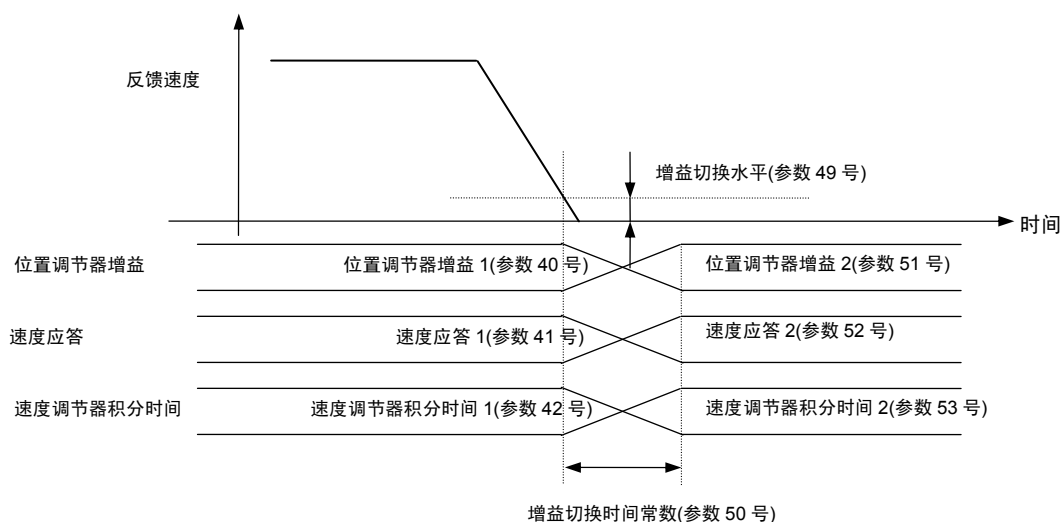 反馈速度
增益切换水平(参数 49 号)
时间
位置调节器增益
位置调节器增益 1(参数 40 号)
位置调节器增益 2(参数 51 号)
速度应答
速度应答 1(参数 41 号)
速度应答 2(参数 52 号)
速度调节器积分时间
速度调节器积分时间 1(参数 42 号)
速度调节器积分时间 2(参数 53 号)
增益切换时间常数(参数 50 号)